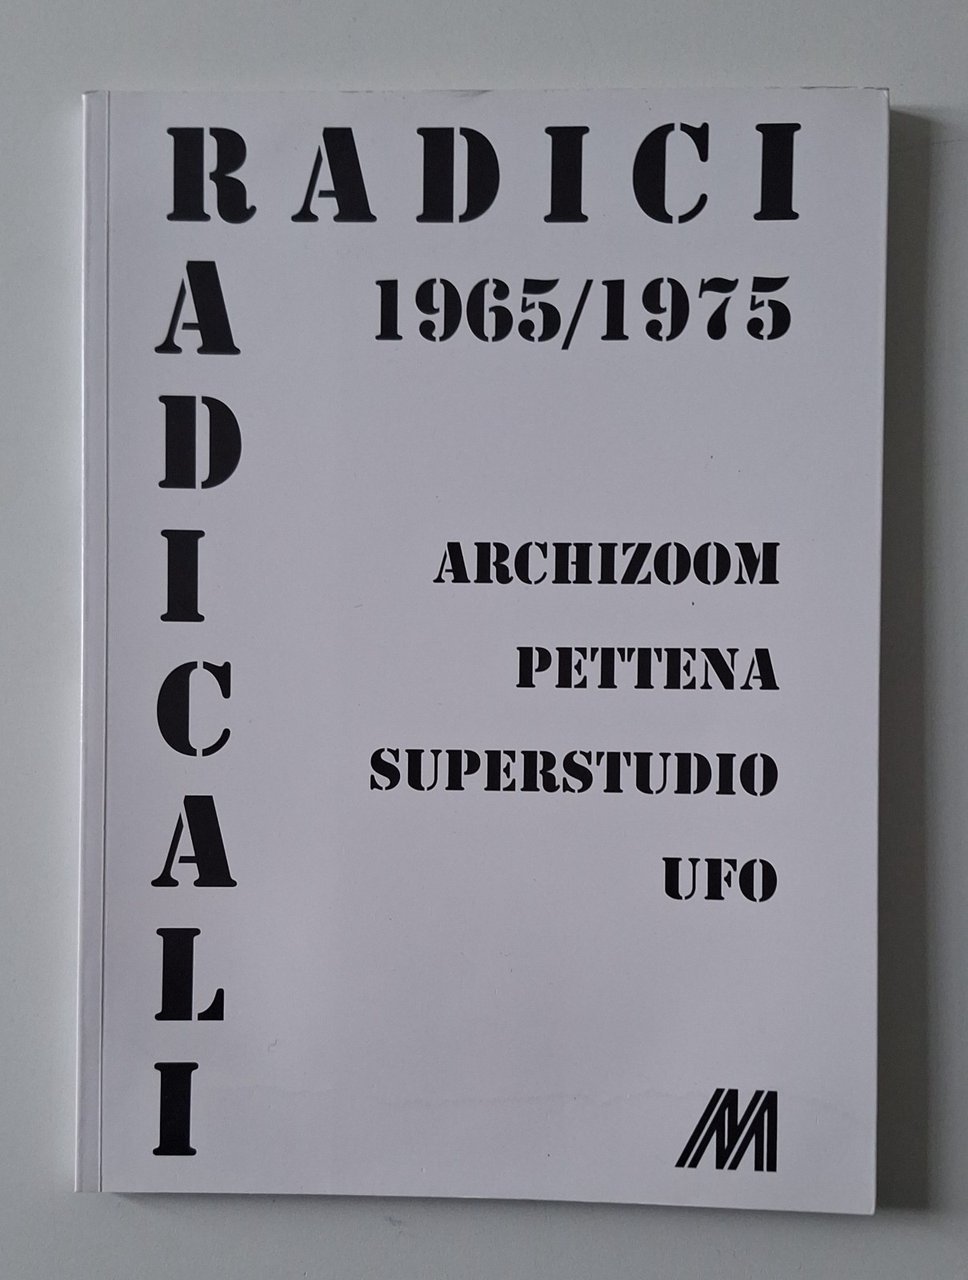 RADICI
RADICALI
1965/1975
ARCHIZOOM
PETTENA
SUPERSTUDIO
UFO